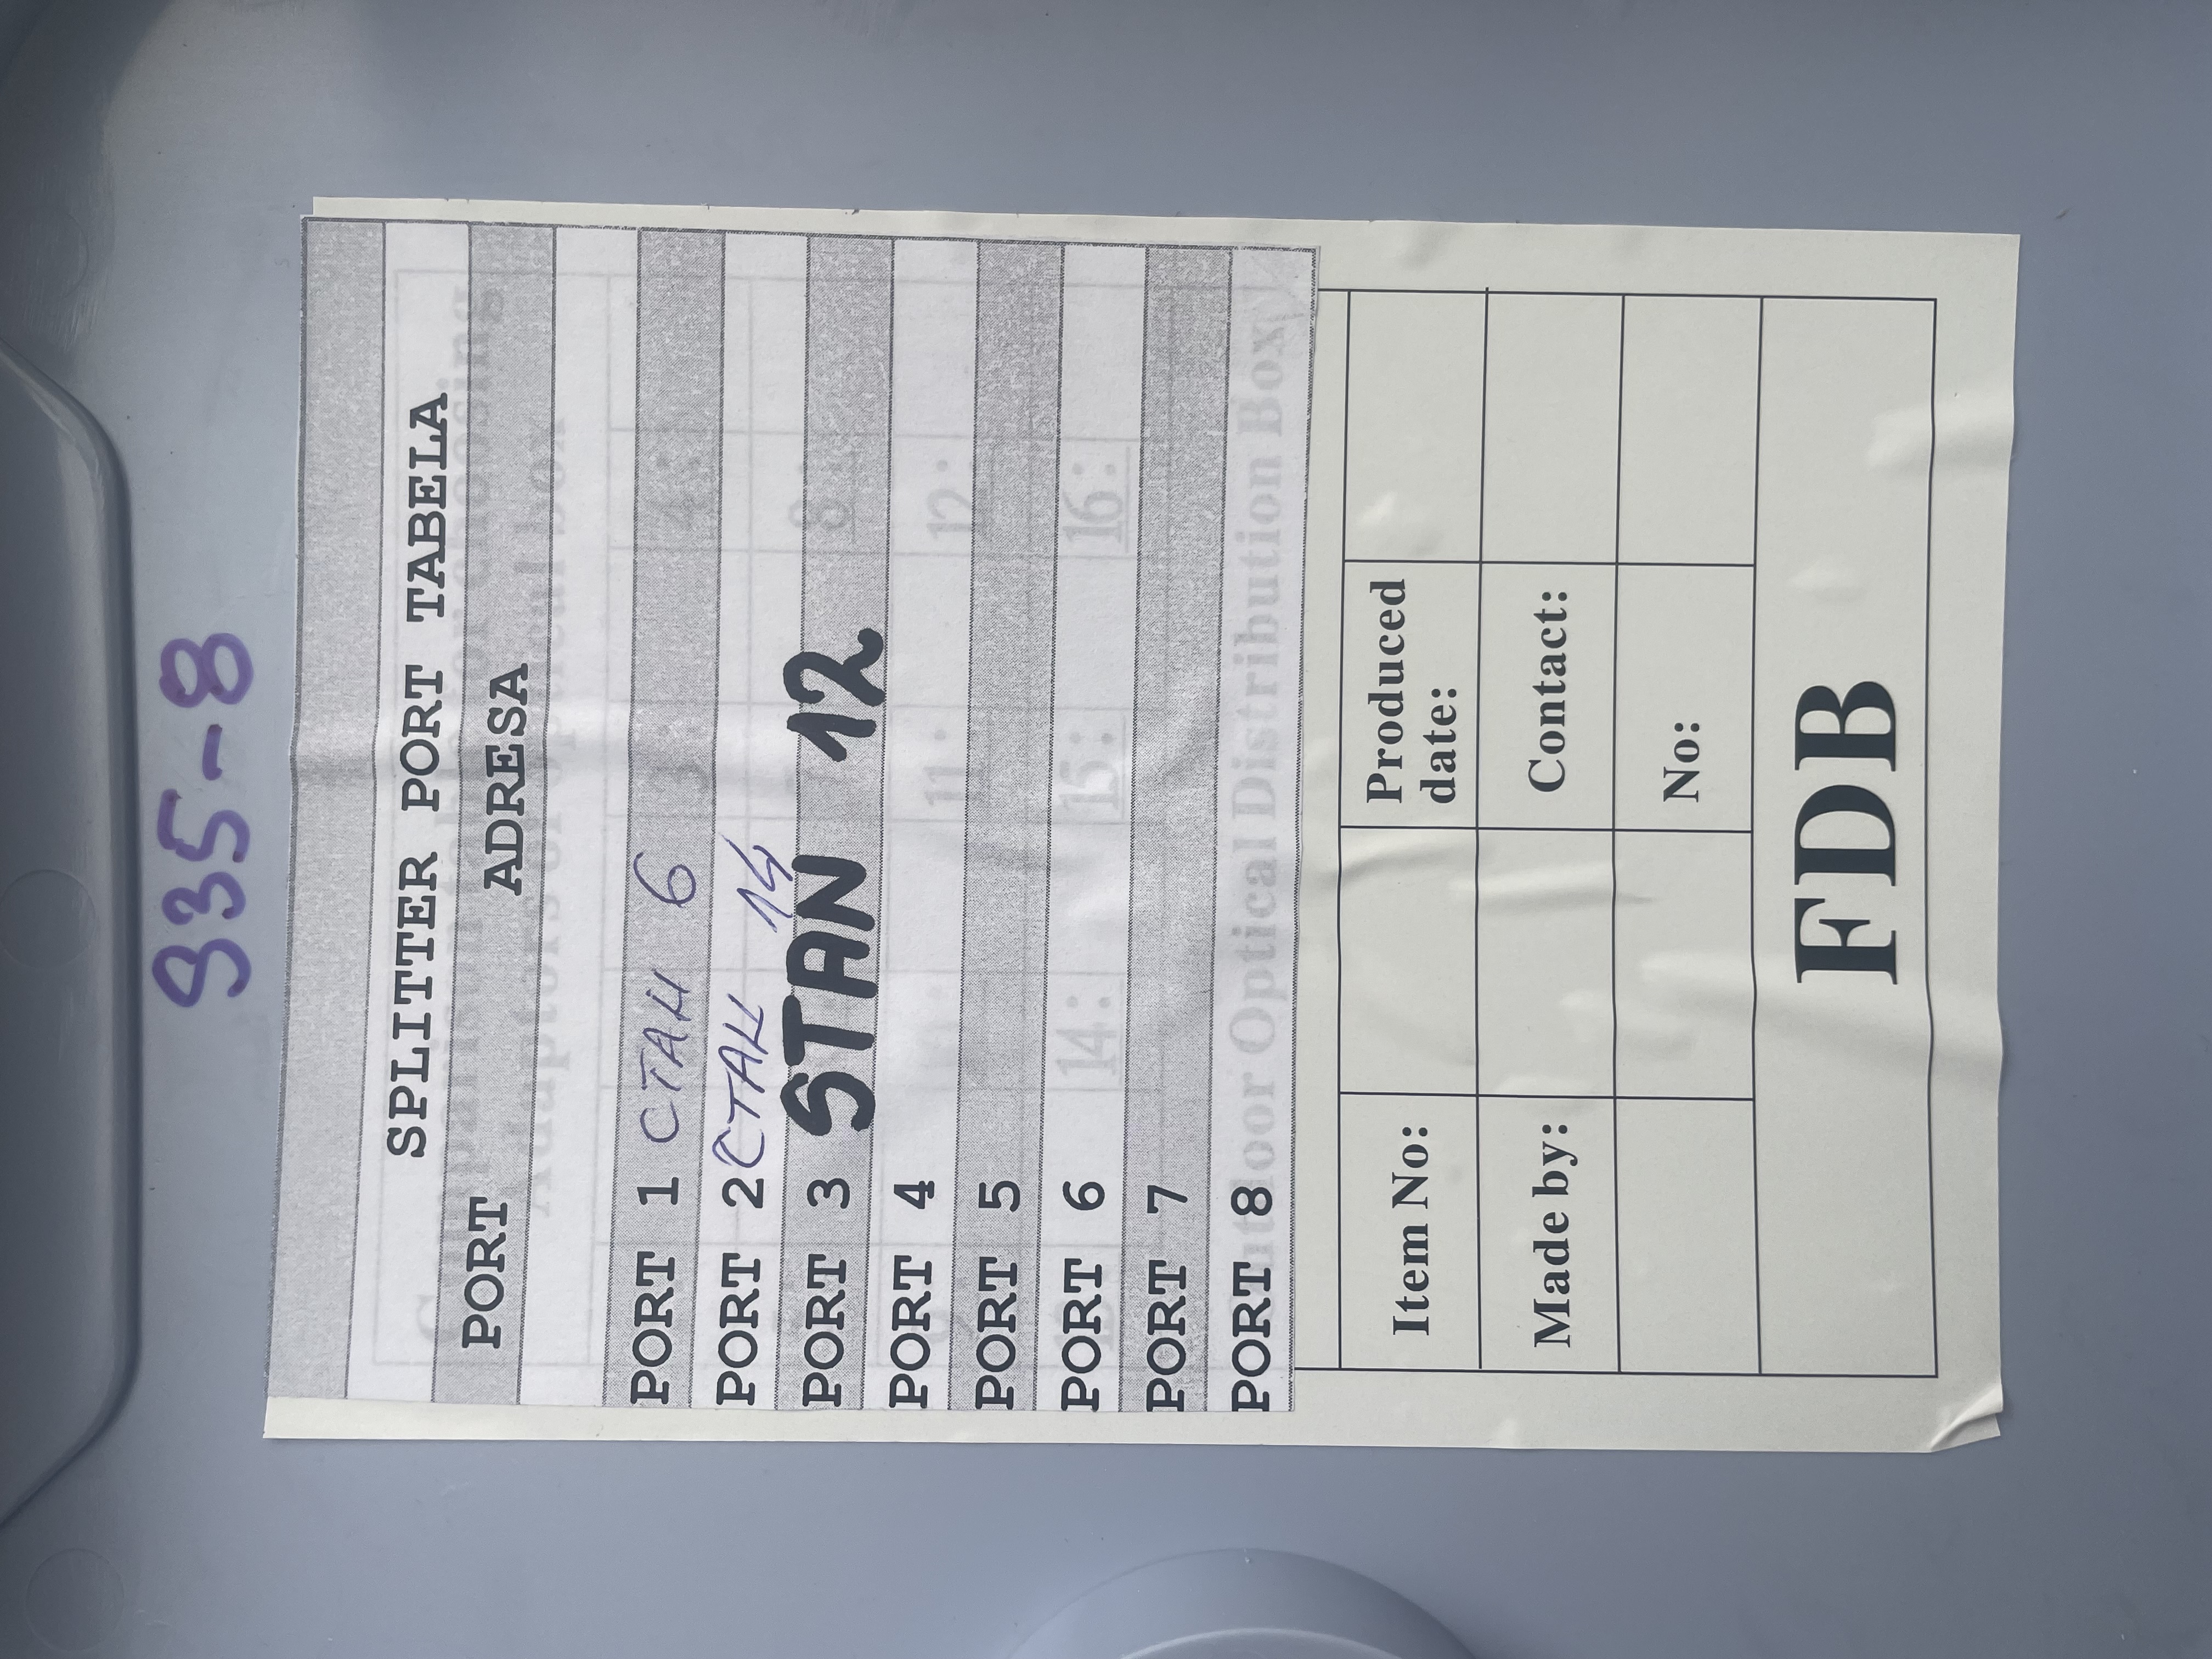 935-8
SPLITTER PORT TABELA
PORT ADRESA
PORT 1 СТАН 6
PORT 2 СТАН 14
PORT 3 STAN 12
PORT 4
PORT 5
PORT 6
PORT 7
PORT 8
Item No: Produced date:
Made by: Contact:
No:
FDB